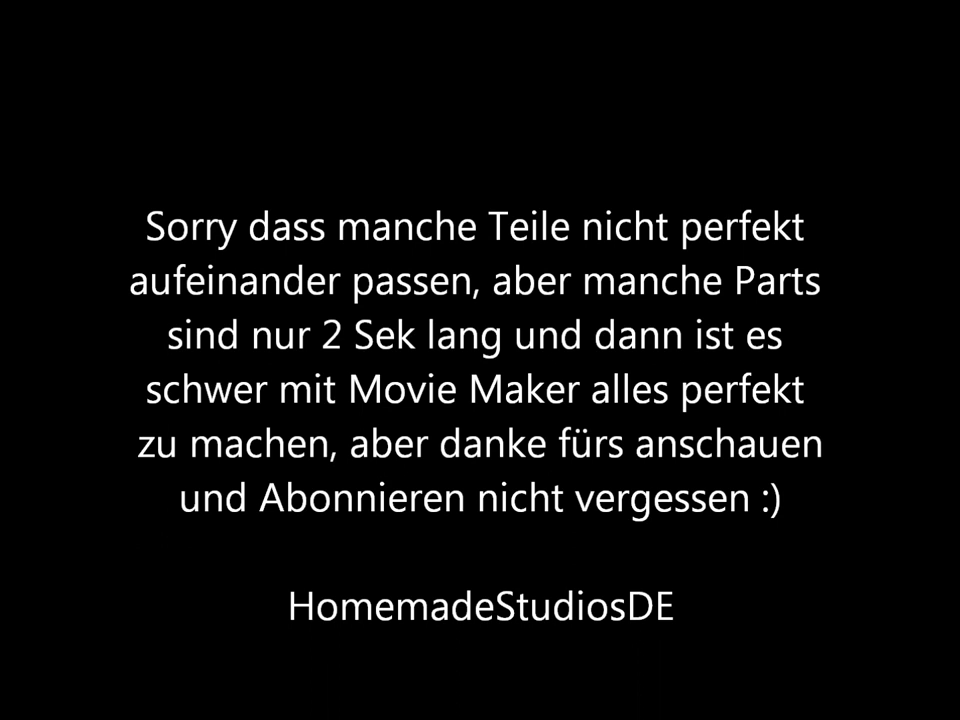 Sorry dass manche Teile nicht perfekt
aufeinander passen, aber manche Parts
sind nur 2 Sek lang und dann ist es
schwer mit Movie Maker alles perfekt
zu machen, aber danke fürs anschauen
und Abonnieren nicht vergessen :)
HomemadeStudiosDE